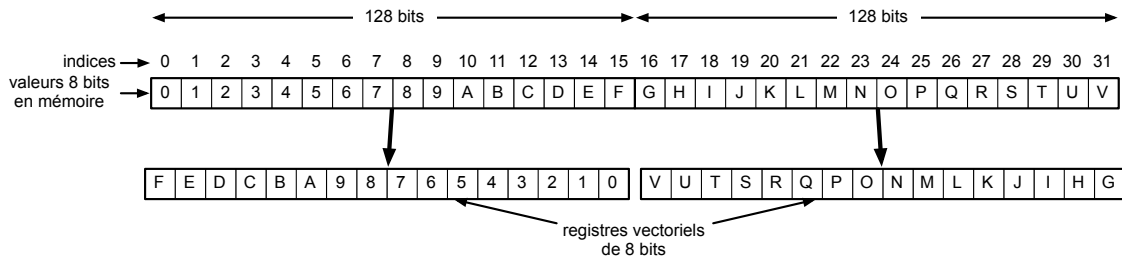 128 bits 128 bits
indices 0 1 2 3 4 5 6 7 8 9 10 11 12 13 14 15 16 17 18 19 20 21 22 23 24 25 26 27 28 29 30 31
valeurs 8 bits
en mémoire
0 1 2 3 4 5 6 7 8 9 A B C D E F G H I J K L M N O P Q R S T U V
F E D C B A 9 8 7 6 5 4 3 2 1 0 V U T S R Q P O N M L K J I H G
registres vectoriels
de 8 bits